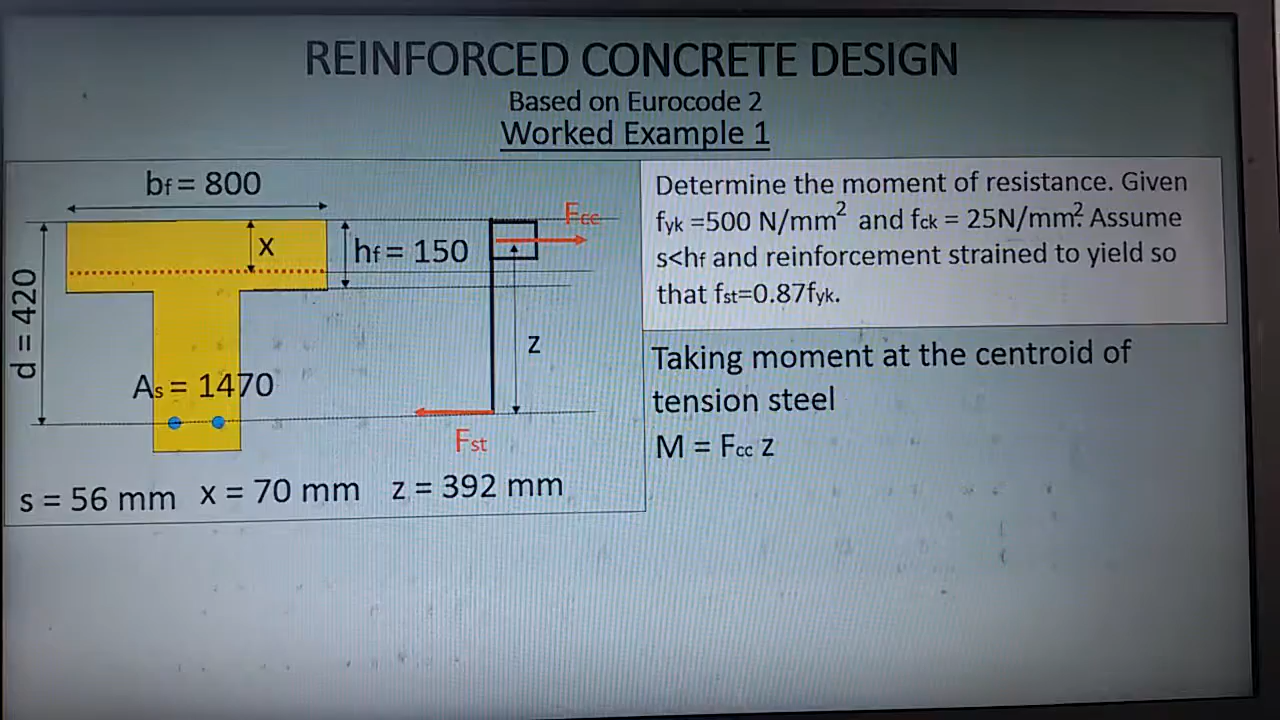 REINFORCED CONCRETE DESIGN
Based on Eurocode 2
Worked Example 1
bf = 800
x
hf = 150
d = 420
As = 1470
Fcc
z
Fst
s = 56 mm x = 70 mm z = 392 mm
Determine the moment of resistance. Given
fyk =500 N/mm² and fck = 25N/mm². Assume
s<hf and reinforcement strained to yield so
that fst=0.87fyk.
Taking moment at the centroid of
tension steel
M = Fcc z